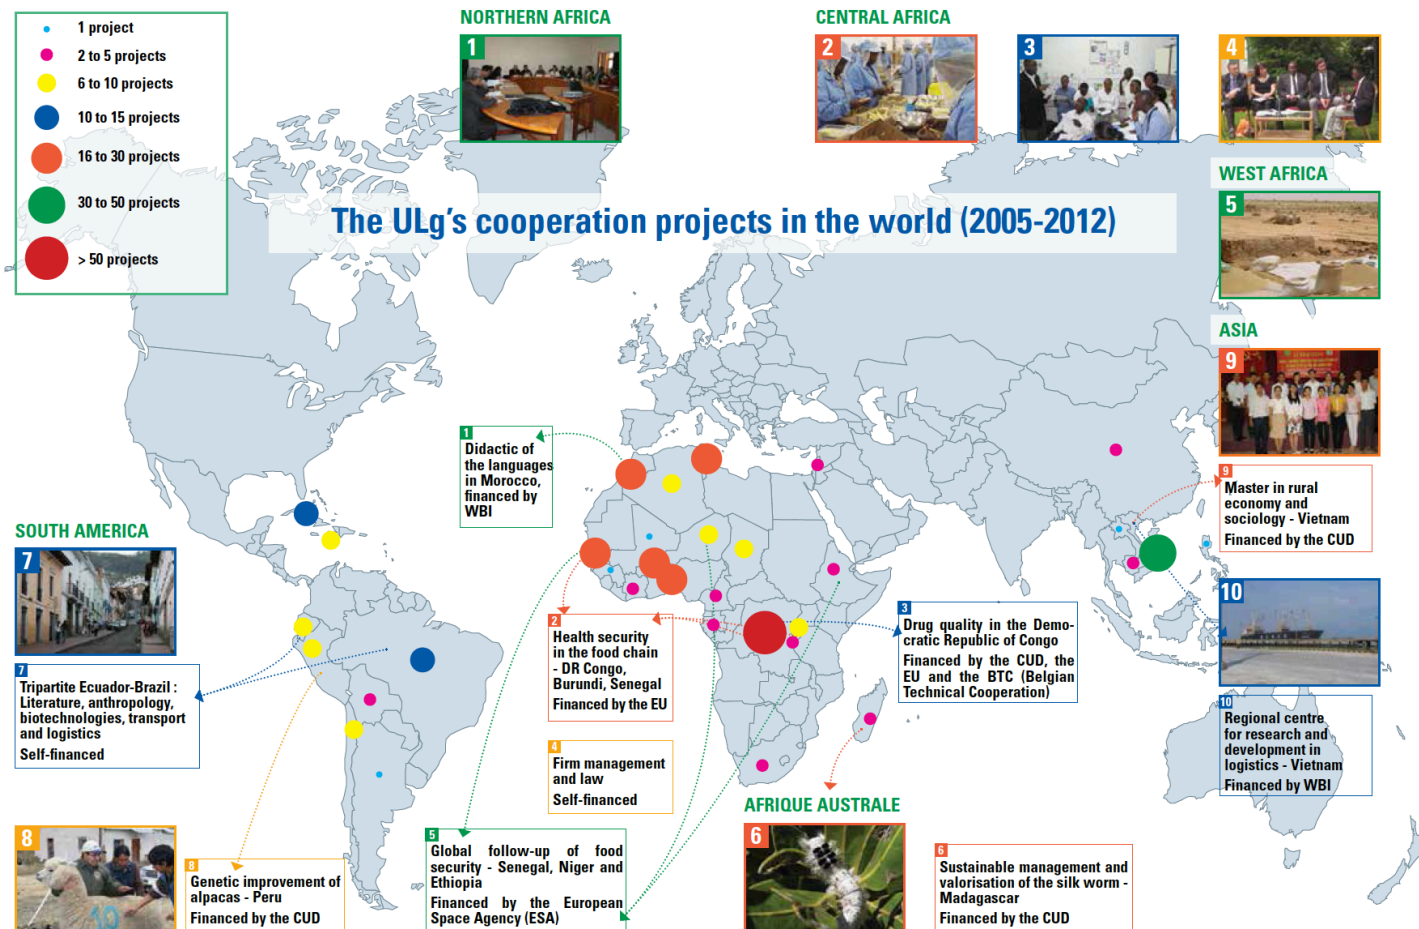 1 project
2 to 5 projects
6 to 10 projects
10 to 15 projects
16 to 30 projects
30 to 50 projects
> 50 projects
NORTHERN AFRICA
1
CENTRAL AFRICA
2
3
4
The ULg's cooperation projects in the world (2005-2012)
WEST AFRICA
5
ASIA
9
1
Didactic of
the languages
in Morocco,
financed by
WBI
9
Master in rural
economy and
sociology - Vietnam
Financed by the CUD
SOUTH AMERICA
7
7
Tripartite Ecuador-Brazil :
Literature, anthropology,
biotechnologies, transport
and logistics
Self-financed
2
Health security
in the food chain
- DR Congo,
Burundi, Senegal
Financed by the EU
3
Drug quality in the Demo-
cratic Republic of Congo
Financed by the CUD, the
EU and the BTC (Belgian
Technical Cooperation)
10
10
Regional centre
for research and
development in
logistics - Vietnam
Financed by WBI
4
Firm management
and law
Self-financed
8
10
8
Genetic improvement of
alpacas - Peru
Financed by the CUD
5
Global follow-up of food
security - Senegal, Niger and
Ethiopia
Financed by the European
Space Agency (ESA)
AFRIQUE AUSTRALE
6
6
Sustainable management and
valorisation of the silk worm -
Madagascar
Financed by the CUD